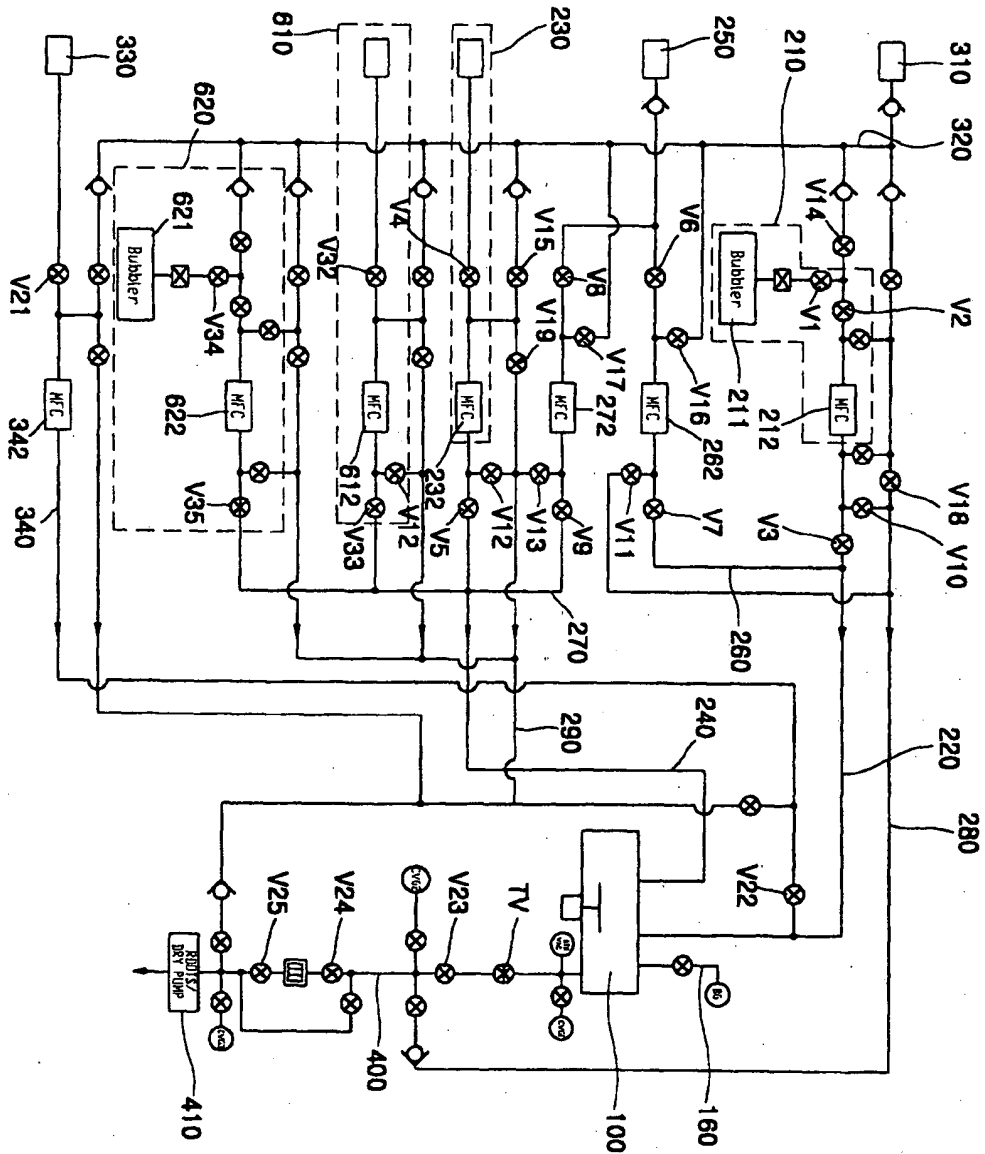 310
320
V2
V18
V10
280
220
210
V14
V1
V3
Bubbler
211
MFC
212
250
V6
V16
MFC
262
V7
V11
260
V8
V17
MFC
272
V9
V13
270
230
V15
V19
V4
MFC
232
V12
V5
240
290
V22
610
V32
MFC
612
V12
V33
620
621
Bubbler
V34
MFC
622
V35
330
V21
MFC
342
340
BG
160
100
TV
V23
400
V24
V25
ROOTS/
DRY PUMP
410